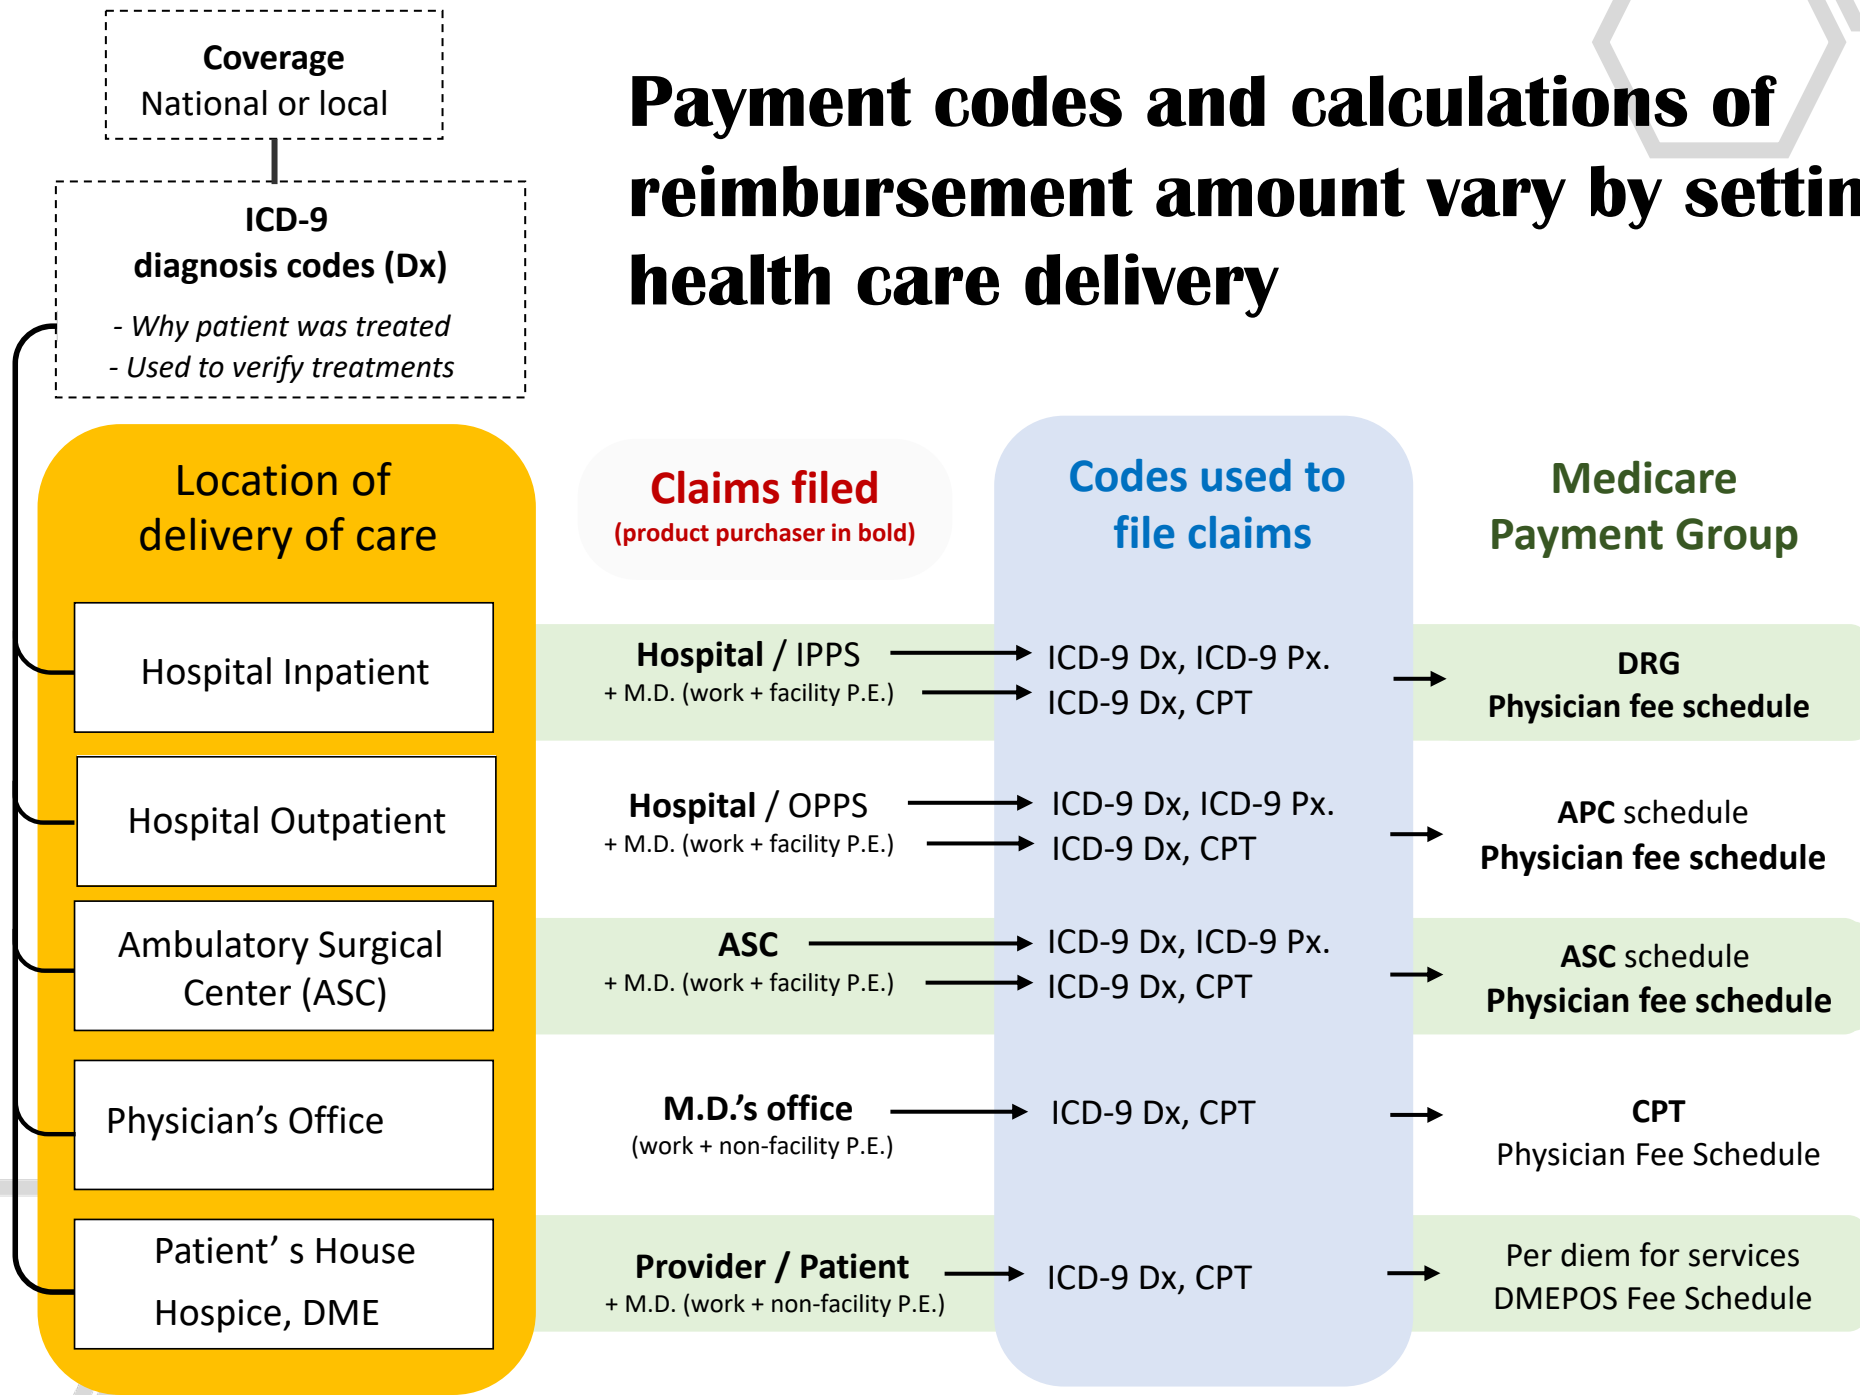 Coverage
National or local
ICD-9
diagnosis codes (Dx)
- Why patient was treated
- Used to verify treatments
Payment codes and calculations of
reimbursement amount vary by settin
health care delivery
Location of
delivery of care
Claims filed
(product purchaser in bold)
Codes used to
file claims
Medicare
Payment Group
Hospital Inpatient
Hospital / IPPS
+ M.D. (work + facility P.E.)
ICD-9 Dx, ICD-9 Px.
ICD-9 Dx, CPT
DRG
Physician fee schedule
Hospital Outpatient
Hospital / OPPS
+ M.D. (work + facility P.E.)
ICD-9 Dx, ICD-9 Px.
ICD-9 Dx, CPT
APC schedule
Physician fee schedule
Ambulatory Surgical
Center (ASC)
ASC
+ M.D. (work + facility P.E.)
ICD-9 Dx, ICD-9 Px.
ICD-9 Dx, CPT
ASC schedule
Physician fee schedule
Physician’s Office
M.D.’s office
(work + non-facility P.E.)
ICD-9 Dx, CPT
CPT
Physician Fee Schedule
Patient’ s House
Hospice, DME
Provider / Patient
+ M.D. (work + non-facility P.E.)
ICD-9 Dx, CPT
Per diem for services
DMEPOS Fee Schedule